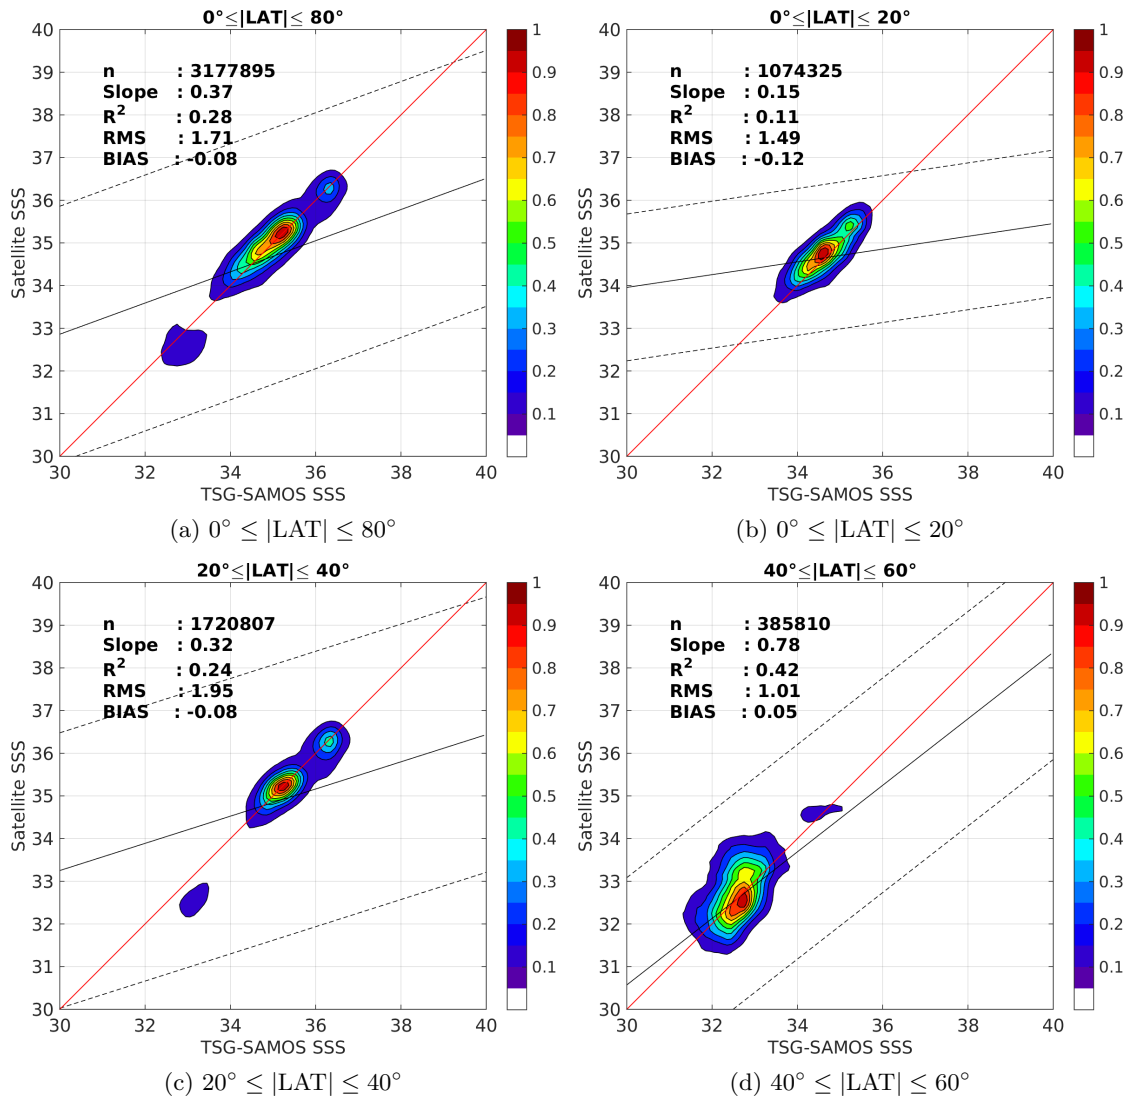 0°≤|LAT|≤ 80°
n : 3177895
Slope : 0.37
R² : 0.28
RMS : 1.71
BIAS : -0.08
40
39
38
37
36
35
34
33
32
31
30
Satellite SSS
30 32 34 36 38 40
TSG-SAMOS SSS
1
0.9
0.8
0.7
0.6
0.5
0.4
0.3
0.2
0.1
(a) 0° ≤ |LAT| ≤ 80°
0°≤|LAT|≤ 20°
n : 1074325
Slope : 0.15
R² : 0.11
RMS : 1.49
BIAS : -0.12
40
39
38
37
36
35
34
33
32
31
30
Satellite SSS
30 32 34 36 38 40
TSG-SAMOS SSS
1
0.9
0.8
0.7
0.6
0.5
0.4
0.3
0.2
0.1
(b) 0° ≤ |LAT| ≤ 20°
20°≤|LAT|≤ 40°
n : 1720807
Slope : 0.32
R² : 0.24
RMS : 1.95
BIAS : -0.08
40
39
38
37
36
35
34
33
32
31
30
Satellite SSS
30 32 34 36 38 40
TSG-SAMOS SSS
1
0.9
0.8
0.7
0.6
0.5
0.4
0.3
0.2
0.1
(c) 20° ≤ |LAT| ≤ 40°
40°≤|LAT|≤ 60°
n : 385810
Slope : 0.78
R² : 0.42
RMS : 1.01
BIAS : 0.05
40
39
38
37
36
35
34
33
32
31
30
Satellite SSS
30 32 34 36 38 40
TSG-SAMOS SSS
1
0.9
0.8
0.7
0.6
0.5
0.4
0.3
0.2
0.1
(d) 40° ≤ |LAT| ≤ 60°